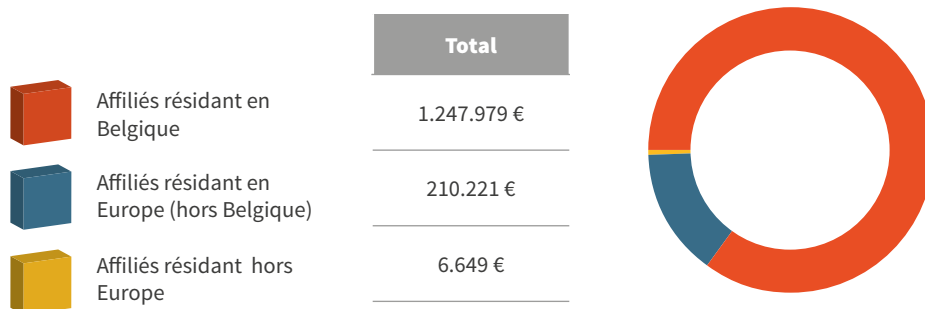 Total
Affiliés résidant en
Belgique
1.247.979 €
Affiliés résidant en
Europe (hors Belgique)
210.221 €
Affiliés résidant hors
Europe
6.649 €